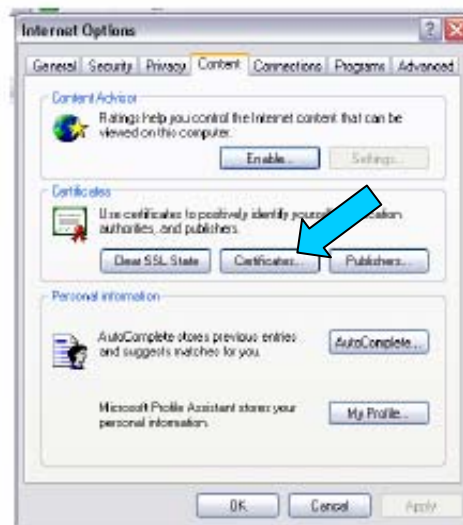 Internet Options
General Security Privacy Content Connections Programs Advanced
Content Advisor
Ratings help you control the Internet content that can be
viewed on this computer.
Enable... Settings...
Certificates
Use certificates to positively identify
authorities, and publishers.
Clear SSL State Certificates... Publishers...
Personal information
AutoComplete stores previous entries
and suggests matches for you.
AutoComplete...
Microsoft Profile Assistant stores your
personal information.
My Profile...
OK Cancel Apply